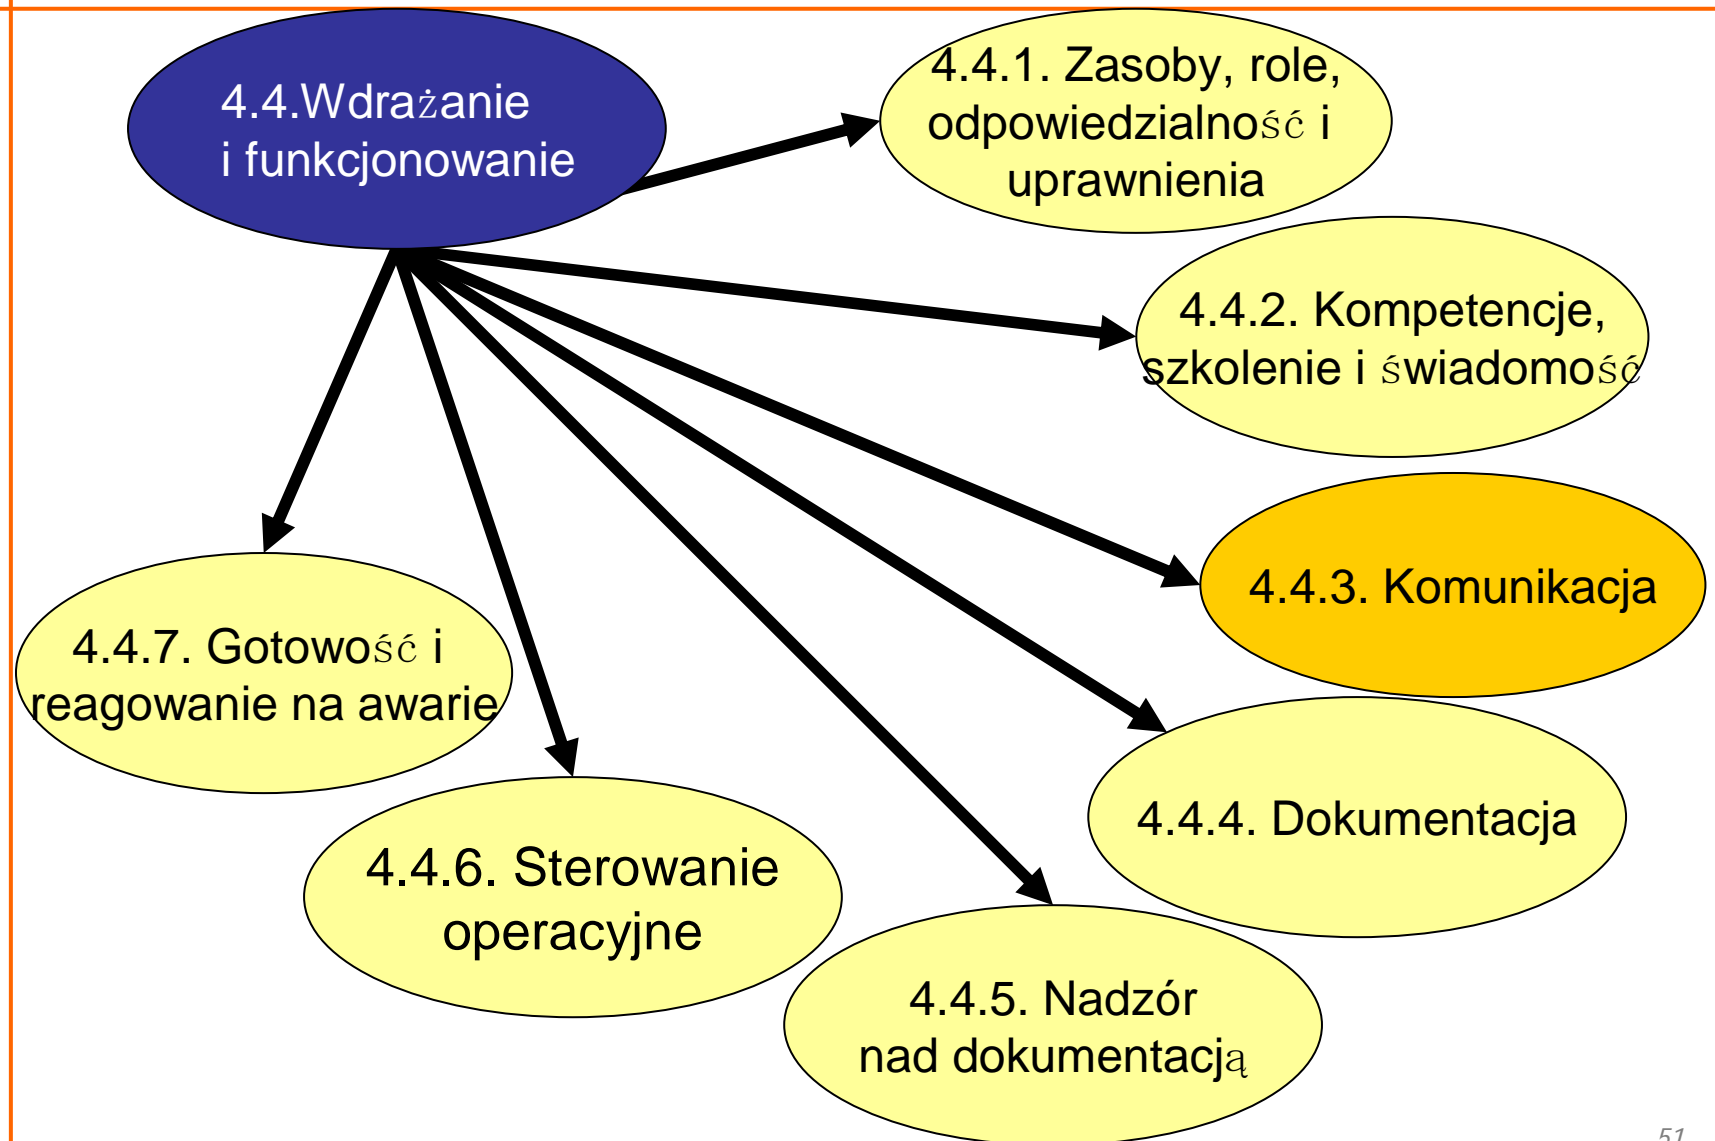 4.4.Wdrażanie
i funkcjonowanie
4.4.1. Zasoby, role,
odpowiedzialność i
uprawnienia
4.4.2. Kompetencje,
szkolenie i świadomość
4.4.3. Komunikacja
4.4.4. Dokumentacja
4.4.5. Nadzór
nad dokumentacją
4.4.6. Sterowanie
operacyjne
4.4.7. Gotowość i
reagowanie na awarie
51